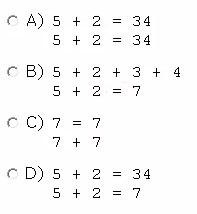 A) 5 + 2 = 34
5 + 2 = 34
B) 5 + 2 + 3 + 4
5 + 2 = 7
C) 7 = 7
7 + 7
D) 5 + 2 = 34
5 + 2 = 7